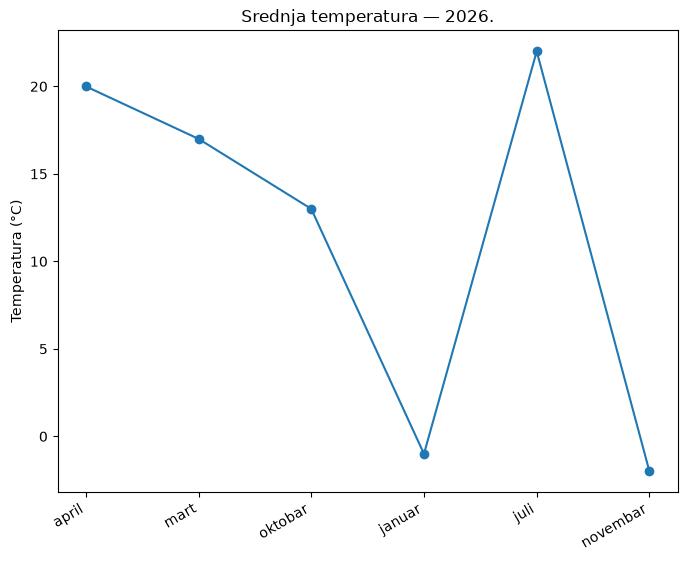 Srednja temperatura — 2026.
Temperatura (°C)
20
15
10
5
0
april
mart
oktobar
januar
juli
novembar